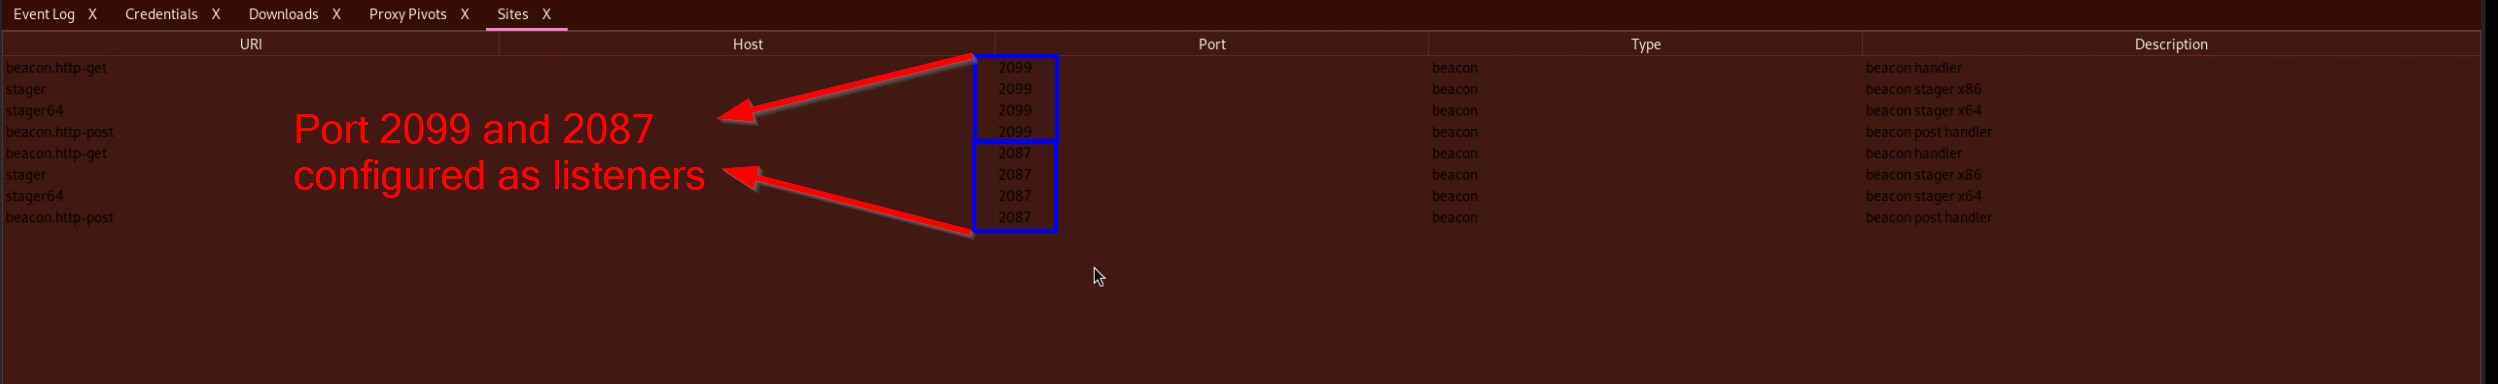 Event Log X Credentials X Downloads X Proxy Pivots X Sites X
URI Host Port Type Description
beacon.http-get 2099 beacon beacon handler
stager 2099 beacon beacon stager x86
stager64 2099 beacon beacon stager x64
beacon.http-post 2099 beacon beacon post handler
beacon.http-get 2087 beacon beacon handler
stager 2087 beacon beacon stager x86
stager64 2087 beacon beacon stager x64
beacon.http-post 2087 beacon beacon post handler
Port 2099 and 2087
configured as listeners